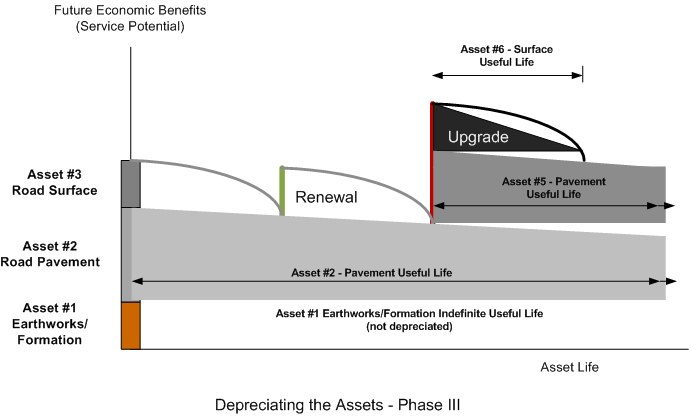 Future Economic Benefits
(Service Potential)
Asset #6 - Surface
Useful Life
Upgrade
Asset #3
Road Surface
Renewal
Asset #5 - Pavement
Useful Life
Asset #2
Road Pavement
Asset #2 - Pavement Useful Life
Asset #1
Earthworks/
Formation
Asset #1 Earthworks/Formation Indefinite Useful Life
(not depreciated)
Asset Life
Depreciating the Assets - Phase III